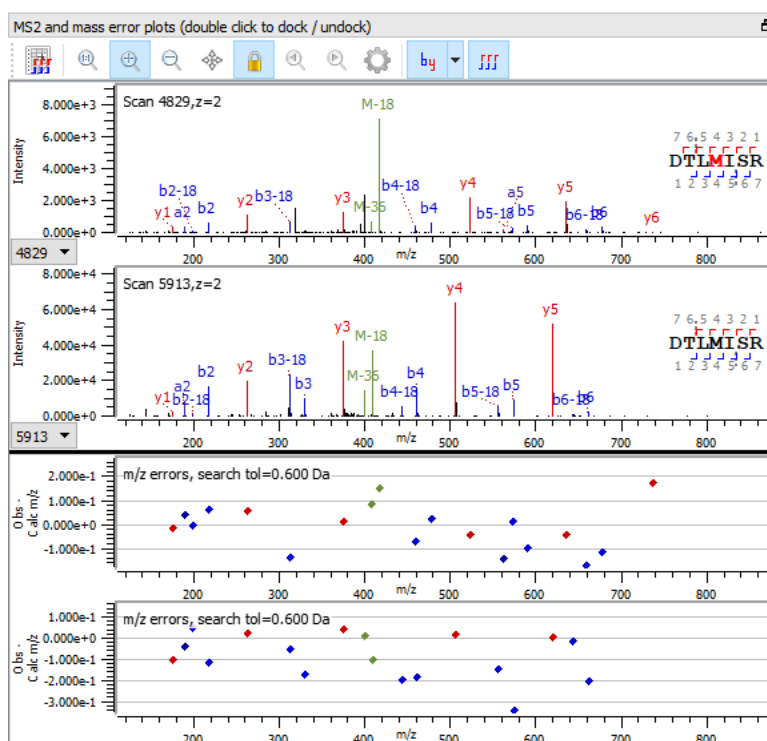 MS2 and mass error plots (double click to dock / undock)
1:1
by
Scan 4829,z=2
M-18
8.000e+3
6.000e+3
4.000e+3
2.000e+3
0.000e+0
Intensity
y1
b2-18
a2
b2
y2
b3-18
y3
M-36
b4-18
b4
y4
b5-18
a5
b5
y5
b6-18
b6
y6
7 6 5 4 3 2 1
DTLMISR
1 2 3 4 5 6 7
200 300 400 500 600 700 800
m/z
4829
Scan 5913,z=2
8.000e+4
6.000e+4
4.000e+4
2.000e+4
0.000e+0
Intensity
y1
a2
b2-18
b2
y2
b3-18
b3
y3
M-36
M-18
b4-18
b4
y4
b5-18
b5
y5
b6-18
b6
7 6 5 4 3 2 1
DTLMISR
1 2 3 4 5 6 7
200 300 400 500 600 700 800
m/z
5913
m/z errors, search tol=0.600 Da
2.000e-1
1.000e-1
0.000e+0
-1.000e-1
Obs -
Calc m/z
200 300 400 500 600 700 800
m/z
m/z errors, search tol=0.600 Da
1.000e-1
0.000e+0
-1.000e-1
-2.000e-1
-3.000e-1
Obs -
Calc m/z
200 300 400 500 600 700 800
m/z